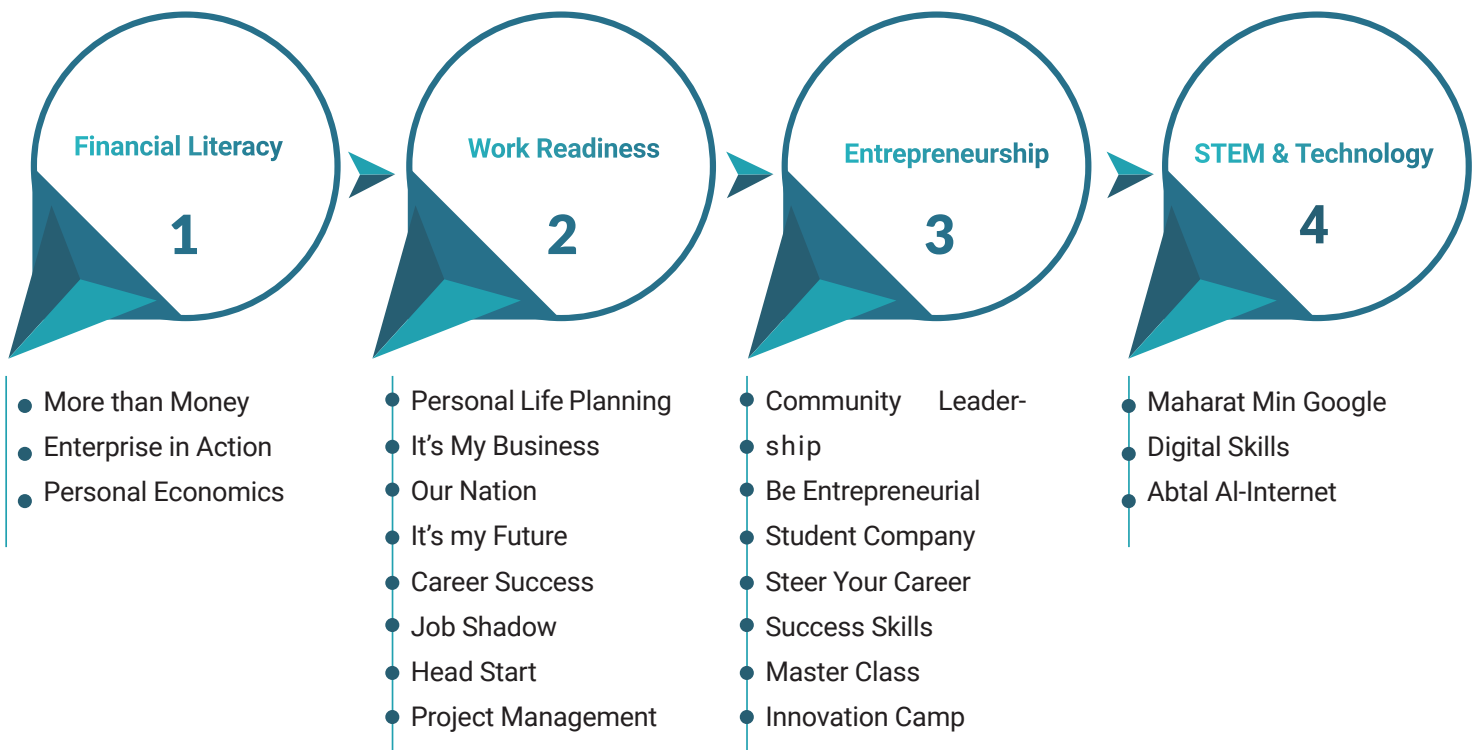 Financial Literacy
1
More than Money
Enterprise in Action
Personal Economics
Work Readiness
2
Personal Life Planning
It’s My Business
Our Nation
It’s my Future
Career Success
Job Shadow
Head Start
Project Management
Entrepreneurship
3
Community Leader-
ship
Be Entrepreneurial
Student Company
Steer Your Career
Success Skills
Master Class
Innovation Camp
STEM & Technology
4
Maharat Min Google
Digital Skills
Abtal Al-Internet